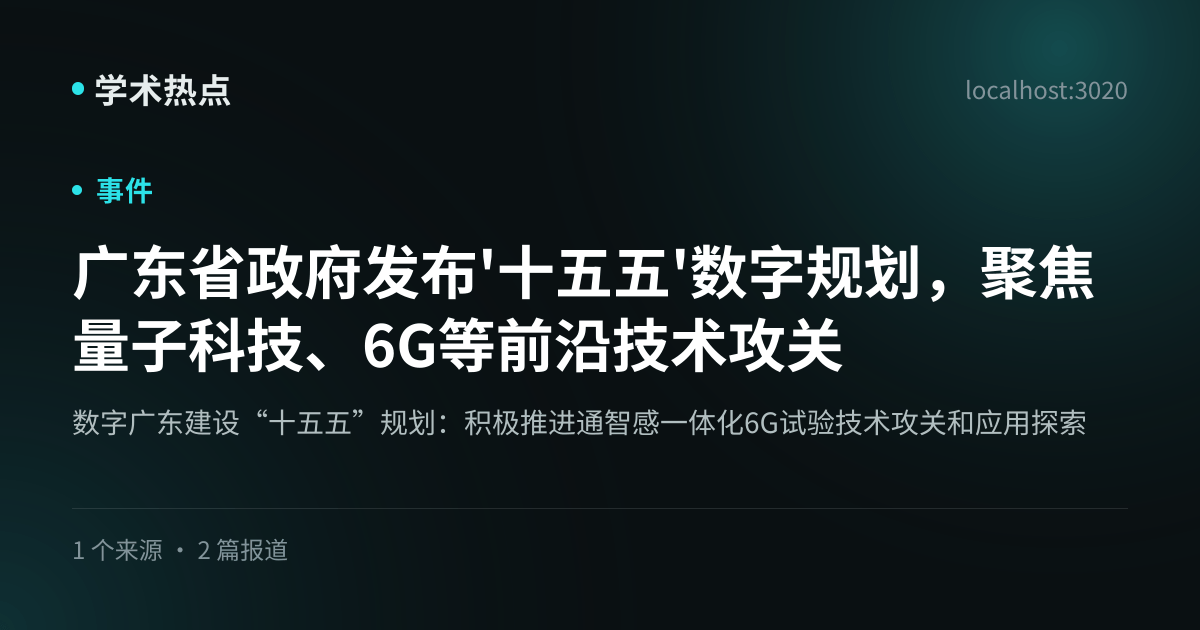 学术热点
localhost:3020
事件
广东省政府发布'十五五'数字规划，聚焦
量子科技、6G等前沿技术攻关
数字广东建设“十五五”规划：积极推进通智感一体化6G试验技术攻关和应用探索
1 个来源 · 2 篇报道